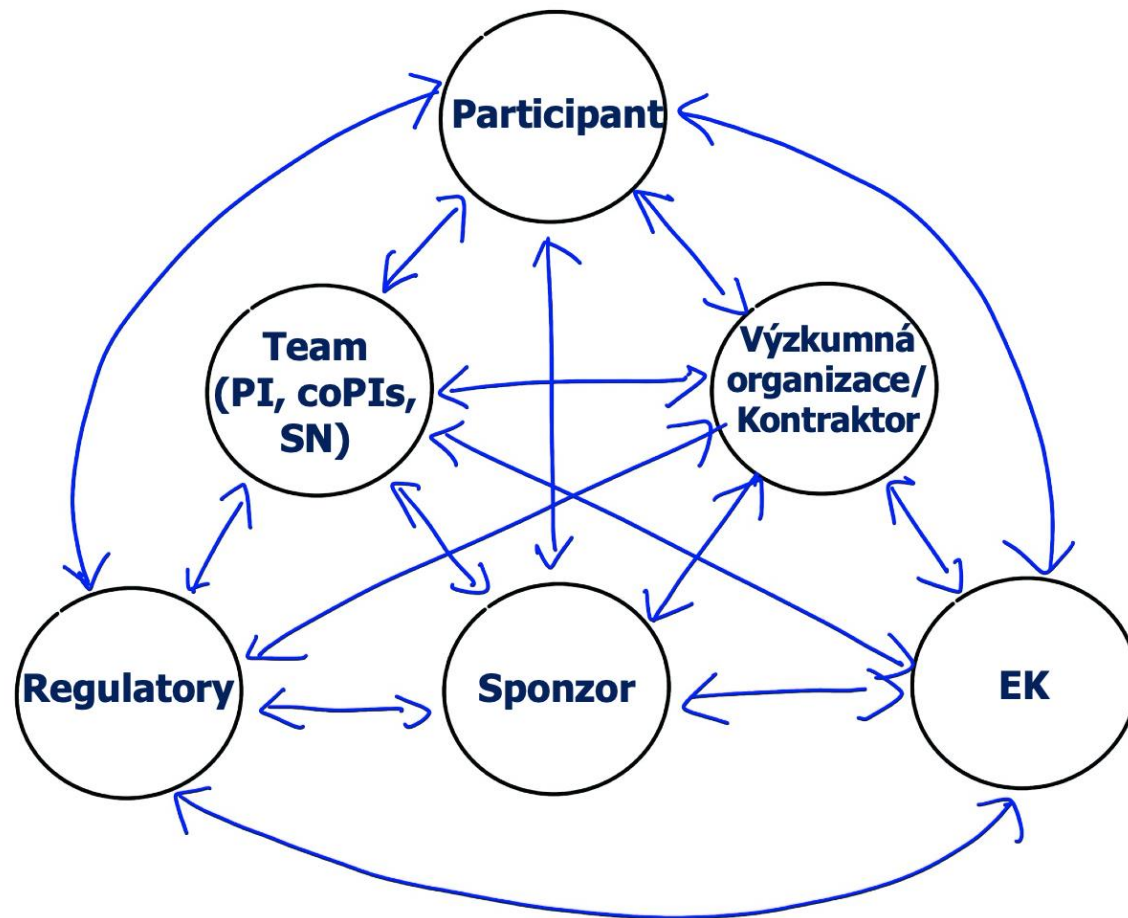 Participant
Team
(PI, coPIs,
SN)
Výzkumná
organizace/
Kontraktor
Regulatory
Sponzor
EK